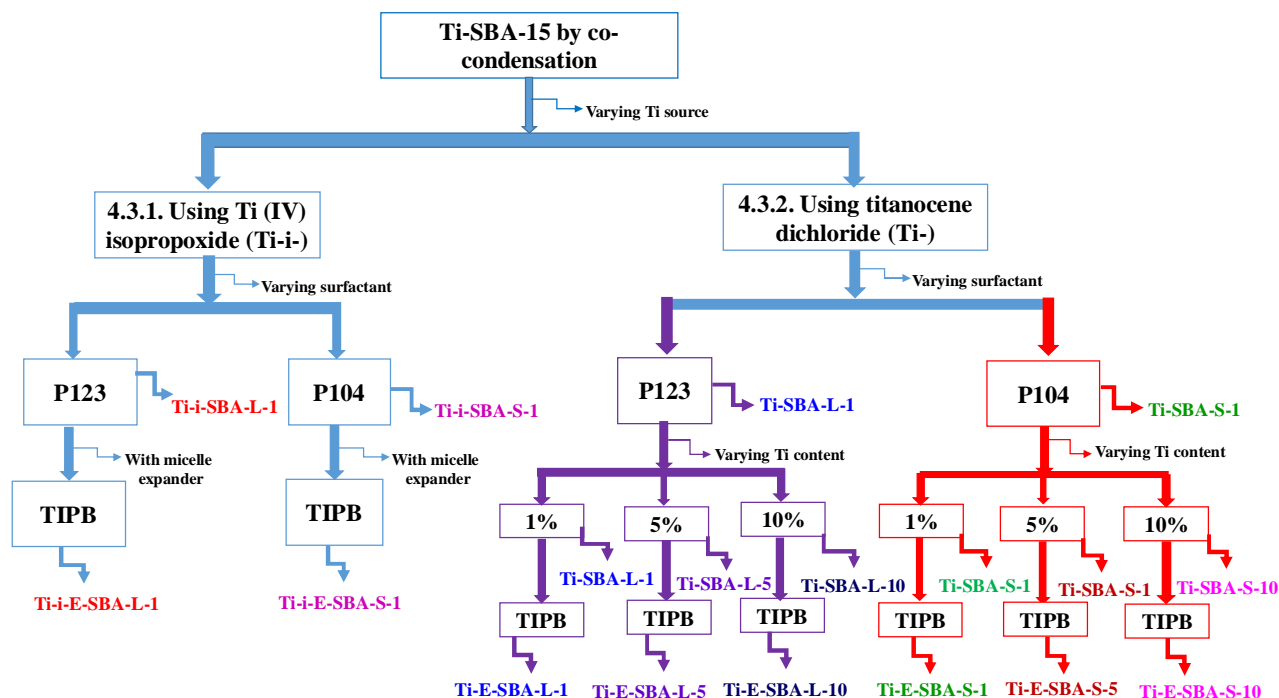 Ti-SBA-15 by co-
condensation
Varying Ti source
4.3.1. Using Ti (IV)
isopropoxide (Ti-i-)
4.3.2. Using titanocene
dichloride (Ti-)
Varying surfactant
Varying surfactant
P123
Ti-i-SBA-L-1
P104
Ti-i-SBA-S-1
P123
Ti-SBA-L-1
P104
Ti-SBA-S-1
With micelle
expander
With micelle
expander
Varying Ti content
Varying Ti content
TIPB
TIPB
1%
5%
10%
1%
5%
10%
Ti-SBA-L-1
Ti-SBA-L-5
Ti-SBA-L-10
Ti-SBA-S-1
Ti-SBA-S-1
Ti-SBA-S-10
Ti-i-E-SBA-L-1
Ti-i-E-SBA-S-1
TIPB
TIPB
TIPB
TIPB
TIPB
TIPB
Ti-E-SBA-L-1
Ti-E-SBA-L-5
Ti-E-SBA-L-10
Ti-E-SBA-S-1
Ti-E-SBA-S-5
Ti-E-SBA-S-10